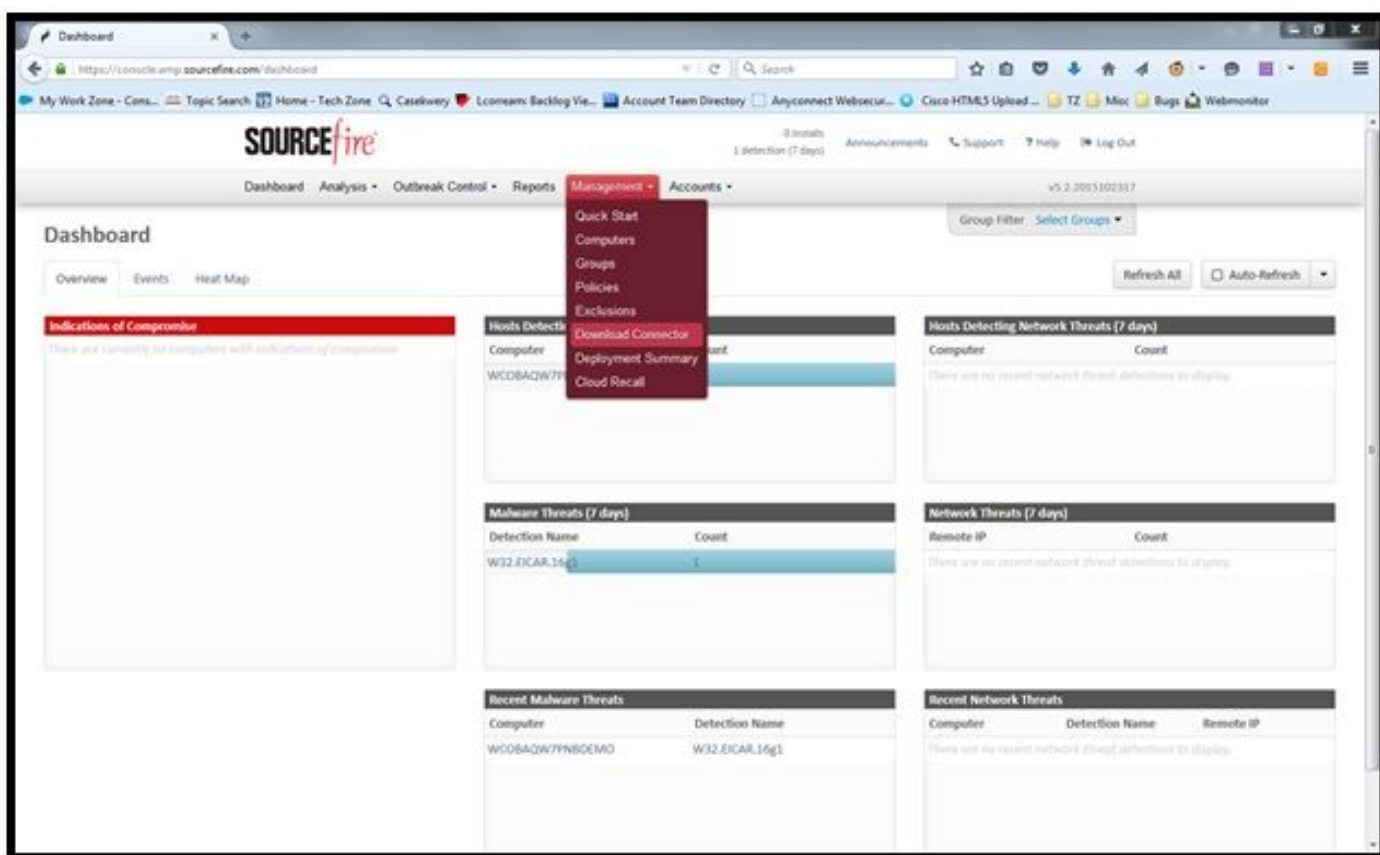 Dashboard
https://console.amp.sourcefire.com/dashboard
Search
My Work Zone - Cons... Topic Search Home - Tech Zone Casekwery Backlog Vie... Account Team Directory Anyconnect Websecur... Cisco HTML5 Upload ... TZ Misc Bugs Webmonitor
SOURCEfire
0 installs
1 detection (7 days)
Announcements Support ? Help Log Out
Dashboard Analysis Outbreak Control Reports Management Accounts
v5.2.2015102317
Quick Start
Computers
Groups
Policies
Exclusions
Download Connector
Deployment Summary
Cloud Recall
Group Filter Select Groups
Dashboard
Overview Events Heat Map
Refresh All Auto-Refresh
Indications of Compromise
There are currently no computers with indications of compromise.
Hosts Detecti
Computer unt
Hosts Detecting Network Threats (7 days)
Computer Count
There are no recent network threat detections to display.
Malware Threats (7 days)
Detection Name Count
W32.EICAR.16g1 1
Network Threats (7 days)
Remote IP Count
There are no recent network threat detections to display.
Recent Malware Threats
Computer Detection Name
WCOBAQW7PNBDEMO W32.EICAR.16g1
Recent Network Threats
Computer Detection Name Remote IP
There are no recent network threat detections to display.